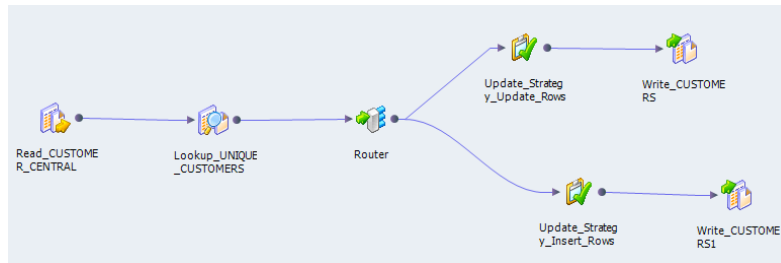 Update_Strateg
y_Update_Rows
Write_CUSTOME
RS
Read_CUSTOME
R_CENTRAL
Lookup_UNIQUE
_CUSTOMERS
Router
Update_Strateg
y_Insert_Rows
Write_CUSTOME
RS1